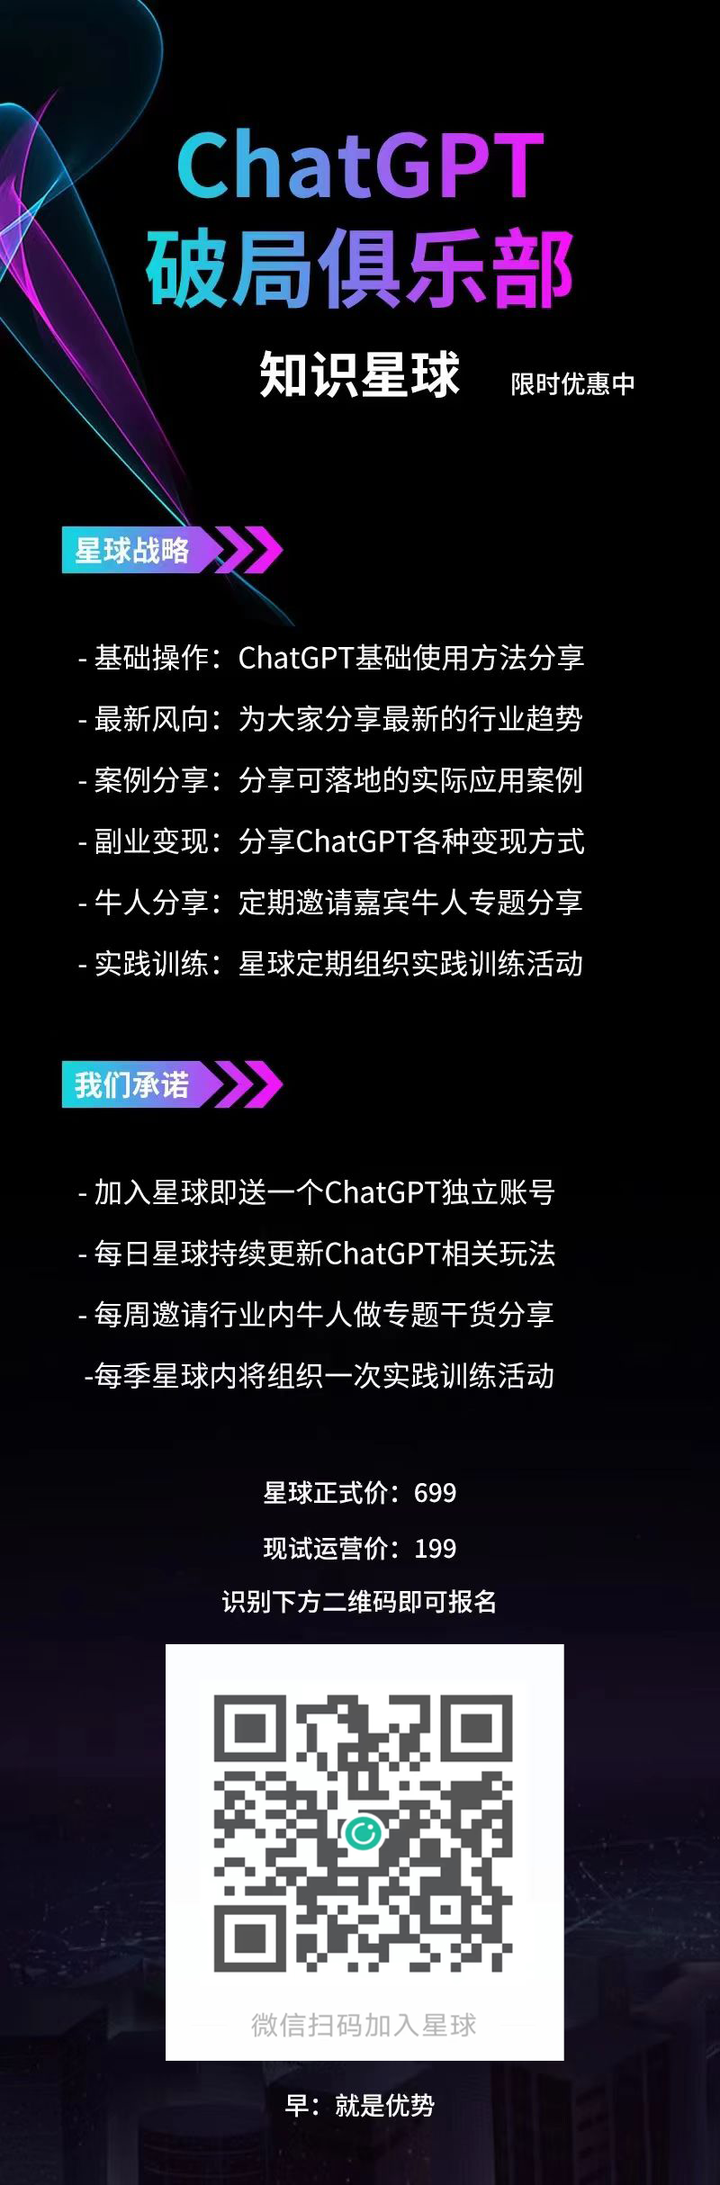 ChatGPT
破局俱乐部
知识星球 限时优惠中
星球战略
- 基础操作：ChatGPT基础使用方法分享
- 最新风向：为大家分享最新的行业趋势
- 案例分享：分享可落地的实际应用案例
- 副业变现：分享ChatGPT各种变现方式
- 牛人分享：定期邀请嘉宾牛人专题分享
- 实践训练：星球定期组织实践训练活动
我们承诺
- 加入星球即送一个ChatGPT独立账号
- 每日星球持续更新ChatGPT相关玩法
- 每周邀请行业内牛人做专题干货分享
-每季星球内将组织一次实践训练活动
星球正式价：699
现试运营价：199
识别下方二维码即可报名
微信扫码加入星球
早：就是优势